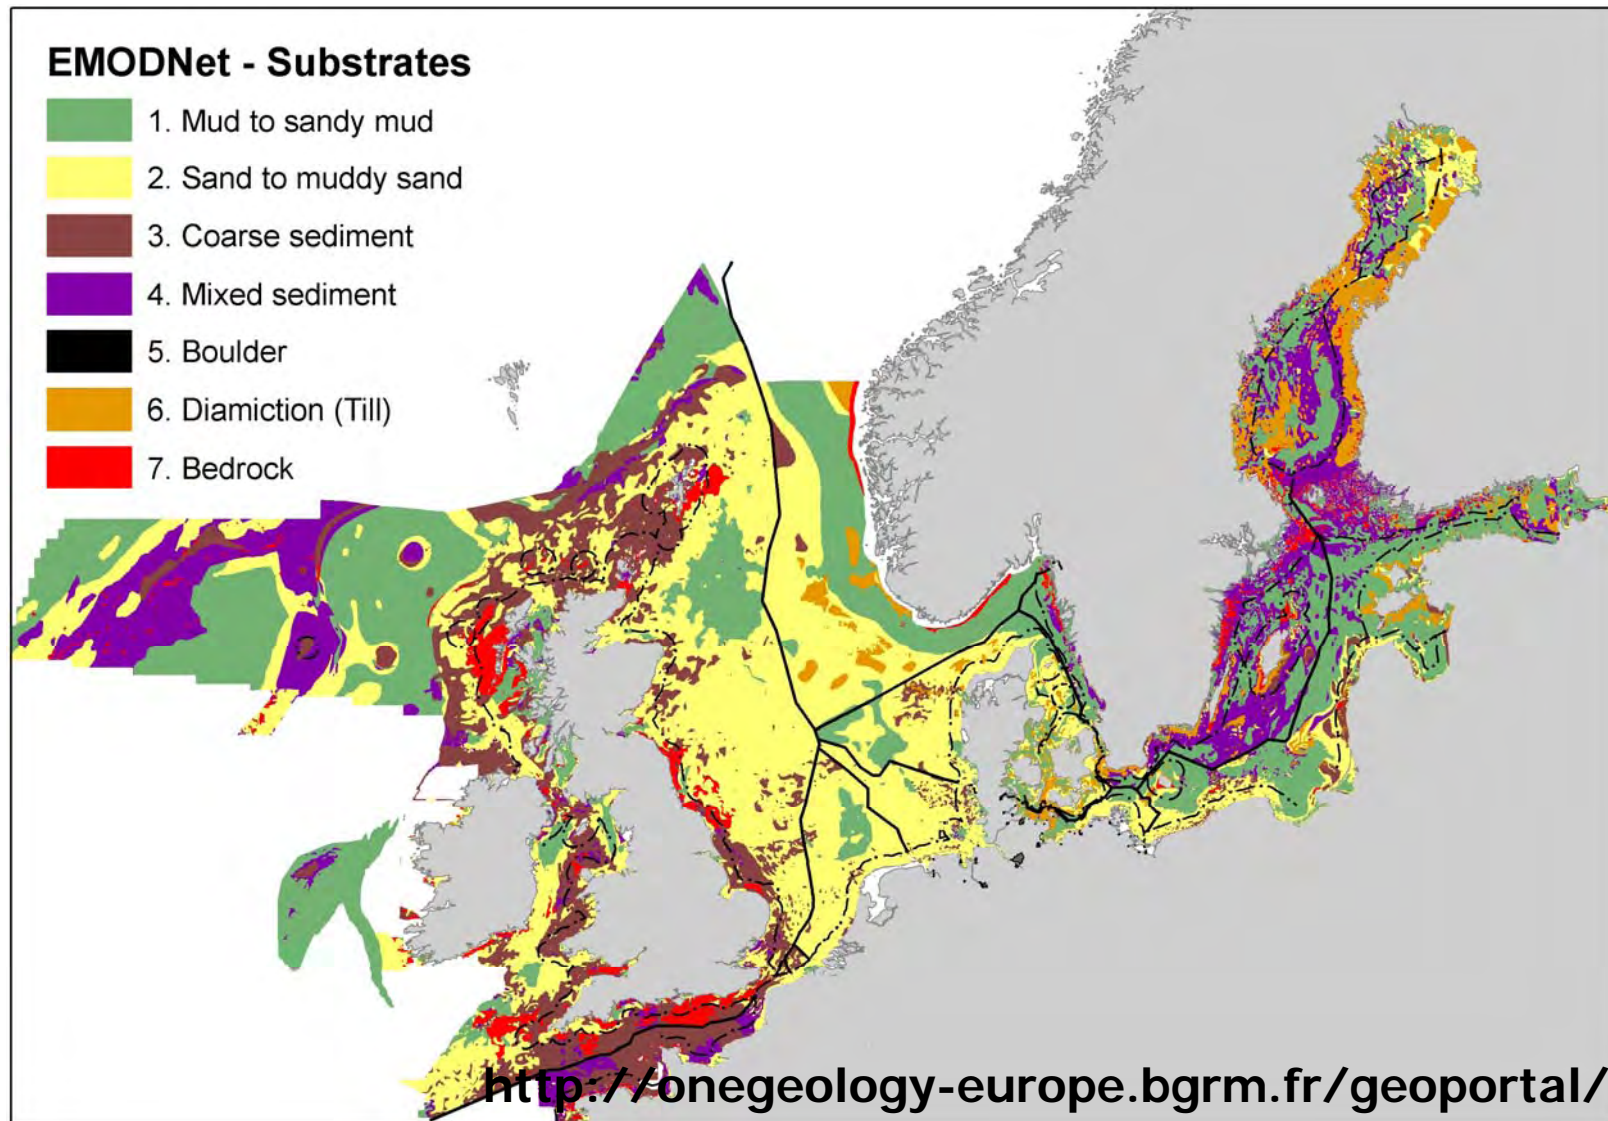 EMODNet - Substrates
1. Mud to sandy mud
2. Sand to muddy sand
3. Coarse sediment
4. Mixed sediment
5. Boulder
6. Diamiction (Till)
7. Bedrock
http://onegeology-europe.bgrm.fr/geoportal/